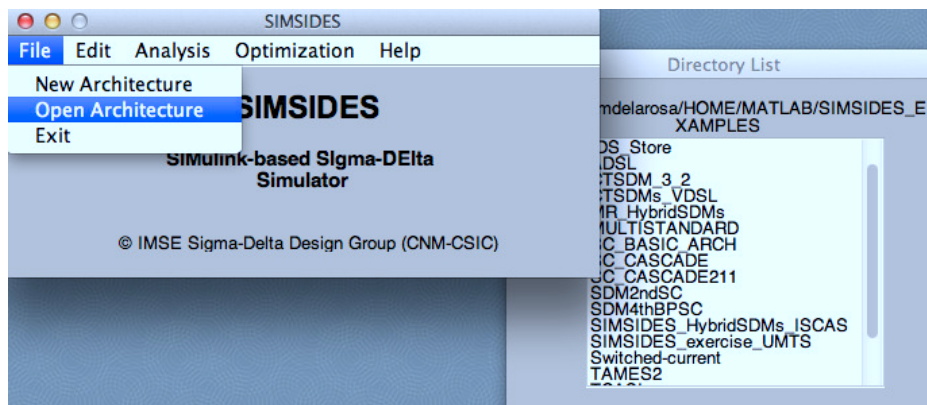 SIMSIDES
File Edit Analysis Optimization Help
New Architecture
Open Architecture
Exit
SIMSIDES
SIMulink-based SIgma-DElta
Simulator
© IMSE Sigma-Delta Design Group (CNM-CSIC)
Directory List
mdelarosa/HOME/MATLAB/SIMSIDES_E
XAMPLES
DS_Store
ADSL
CTSDM_3_2
CTSDMs_VDSL
MR_HybridSDMs
MULTISTANDARD
SC_BASIC_ARCH
SC_CASCADE
SC_CASCADE211
SDM2ndSC
SDM4thBPSC
SIMSIDES_HybridSDMs_ISCAS
SIMSIDES_exercise_UMTS
Switched-current
TAMES2